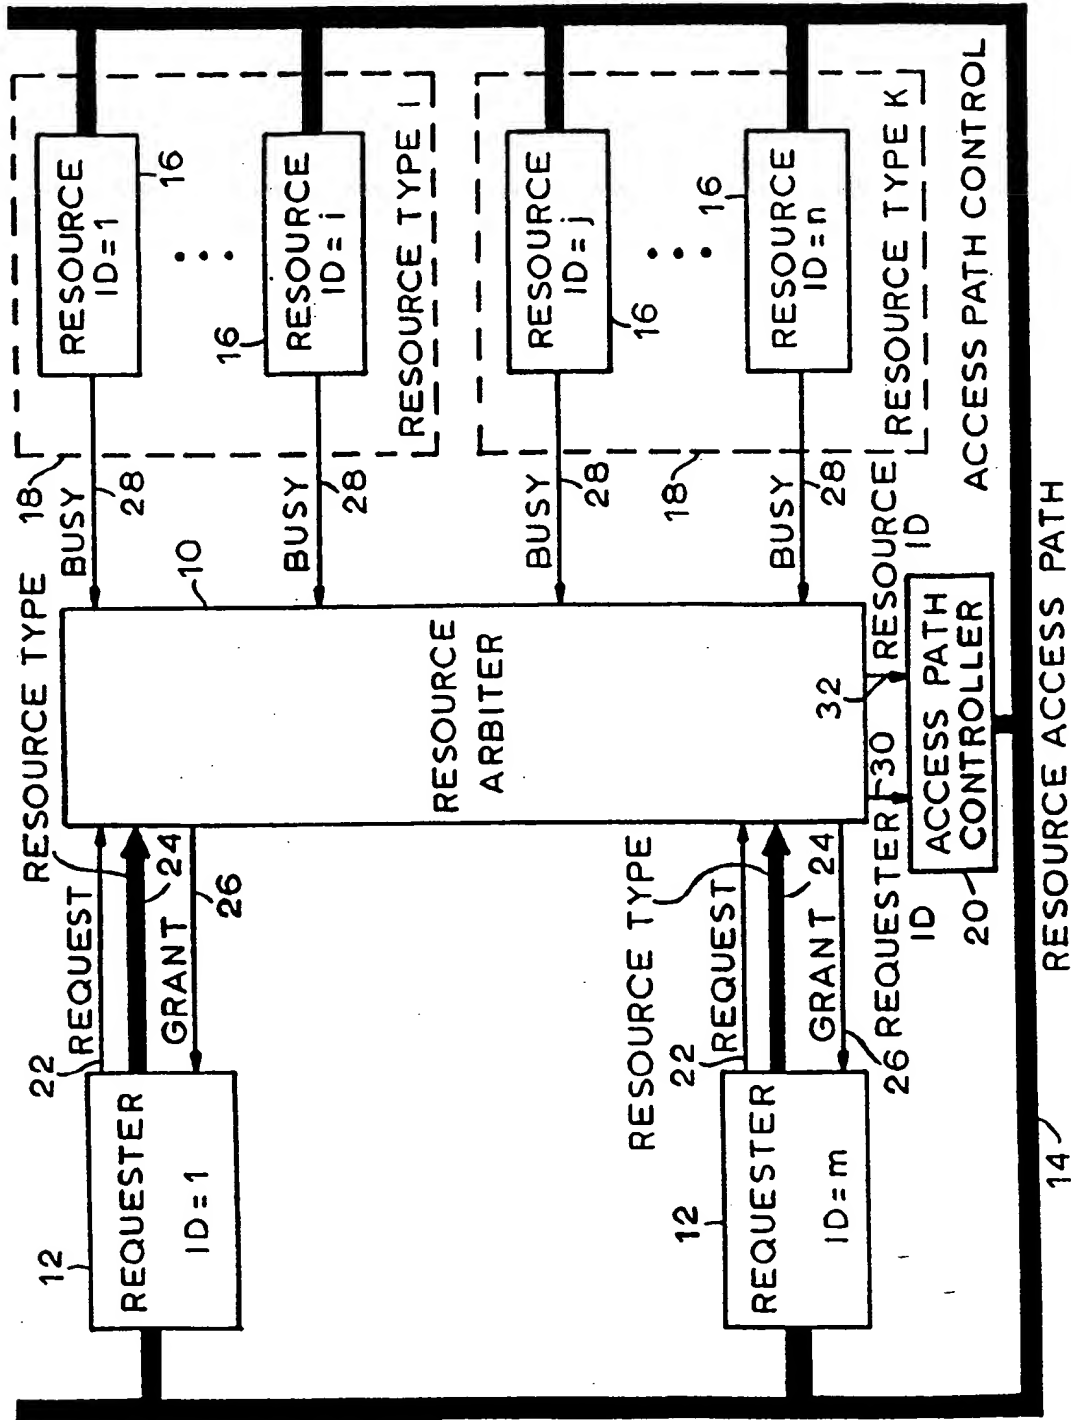 REQUESTER
ID=1
12
22
REQUEST
RESOURCE TYPE
24
GRANT
26
REQUESTER
ID=m
12
22
REQUEST
RESOURCE TYPE
24
GRANT
26
RESOURCE
ARBITER
10
BUSY
28
BUSY
28
BUSY
28
BUSY
28
18
RESOURCE
ID=1
16
RESOURCE
ID=i
16
RESOURCE TYPE I
18
RESOURCE
ID=j
16
RESOURCE
ID=n
16
RESOURCE TYPE K
REQUESTER
ID
30
32
RESOURCE
ID
ACCESS PATH
CONTROLLER
20
ACCESS PATH CONTROL
RESOURCE ACCESS PATH
14